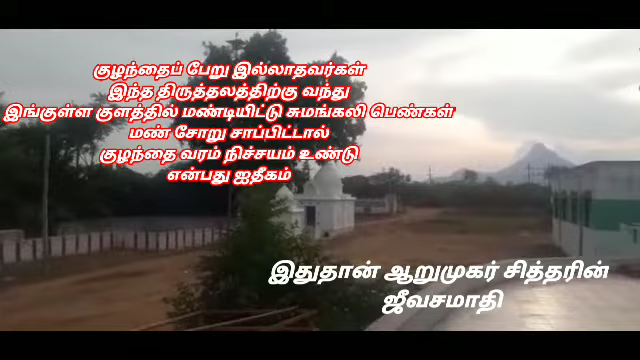 குழந்தைப் பேறு இல்லாதவர்கள்
இந்த திருத்தலத்திற்கு வந்து
இங்குள்ள குளத்தில் மண்டியிட்டு சுமங்கலி பெண்கள்
மண் சோறு சாப்பிட்டால்
குழந்தை வரம் நிச்சயம் உண்டு
என்பது ஐதீகம்
இதுதான் ஆறுமுகர் சித்தரின்
ஜீவசமாதி